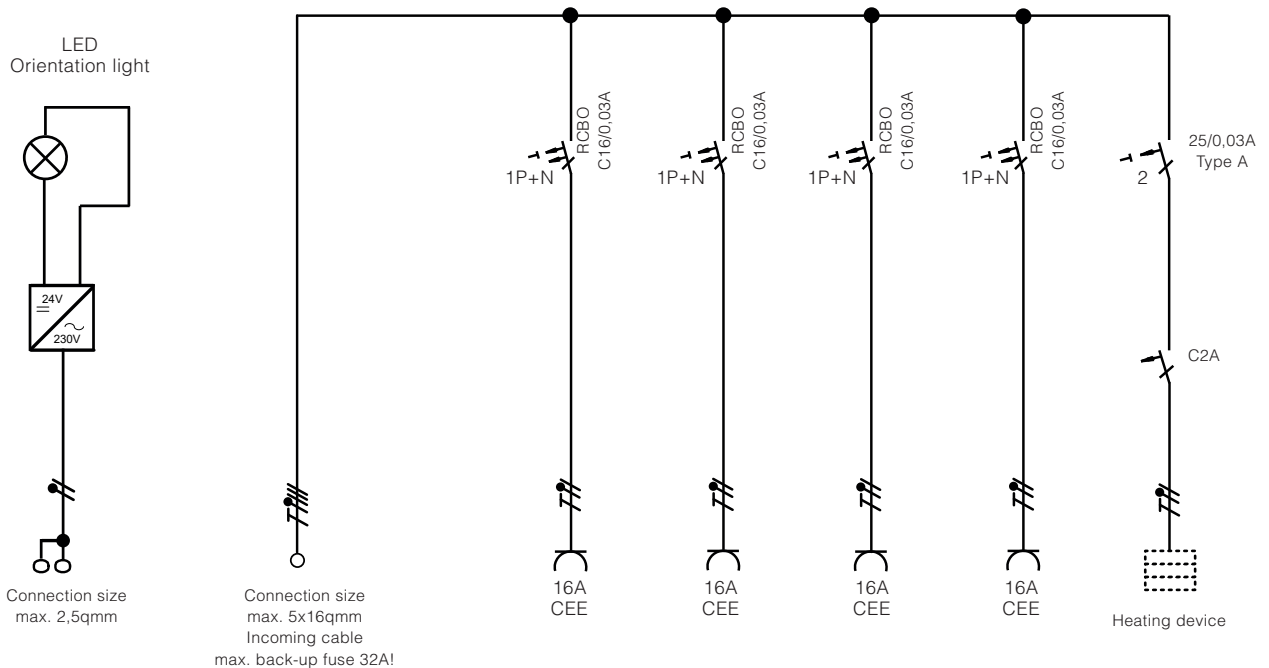 LED
Orientation light
24V
230V
Connection size
max. 2,5qmm
Connection size
max. 5x16qmm
Incoming cable
max. back-up fuse 32A!
RCBO
C16/0,03A
1P+N
16A
CEE
RCBO
C16/0,03A
1P+N
16A
CEE
RCBO
C16/0,03A
1P+N
16A
CEE
RCBO
C16/0,03A
1P+N
16A
CEE
25/0,03A
Type A
2
C2A
Heating device